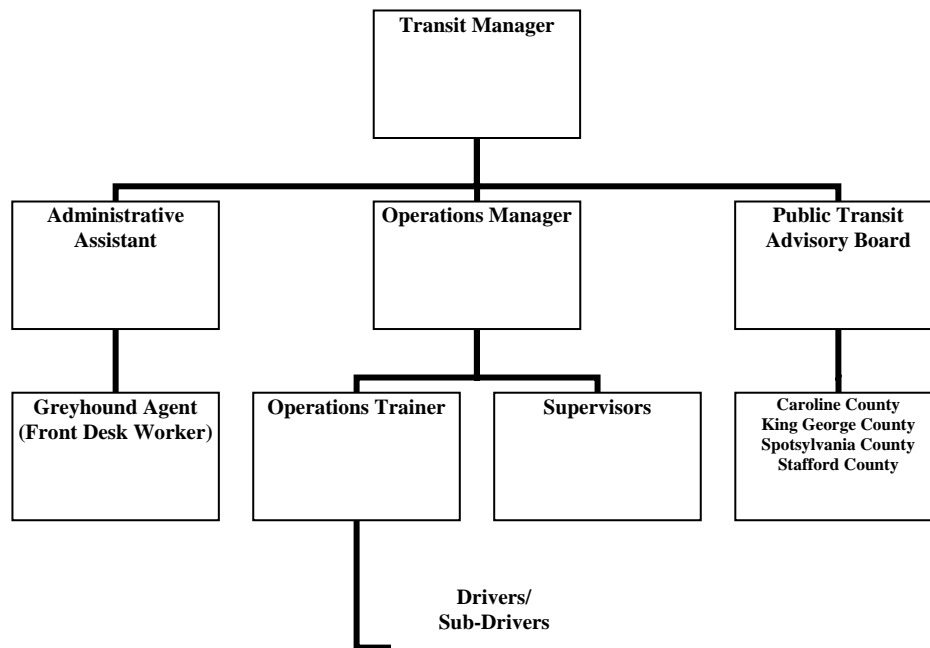 Transit Manager
Administrative
Assistant
Operations Manager
Public Transit
Advisory Board
Greyhound Agent
(Front Desk Worker)
Operations Trainer
Supervisors
Caroline County
King George County
Spotsylvania County
Stafford County
Drivers/
Sub-Drivers